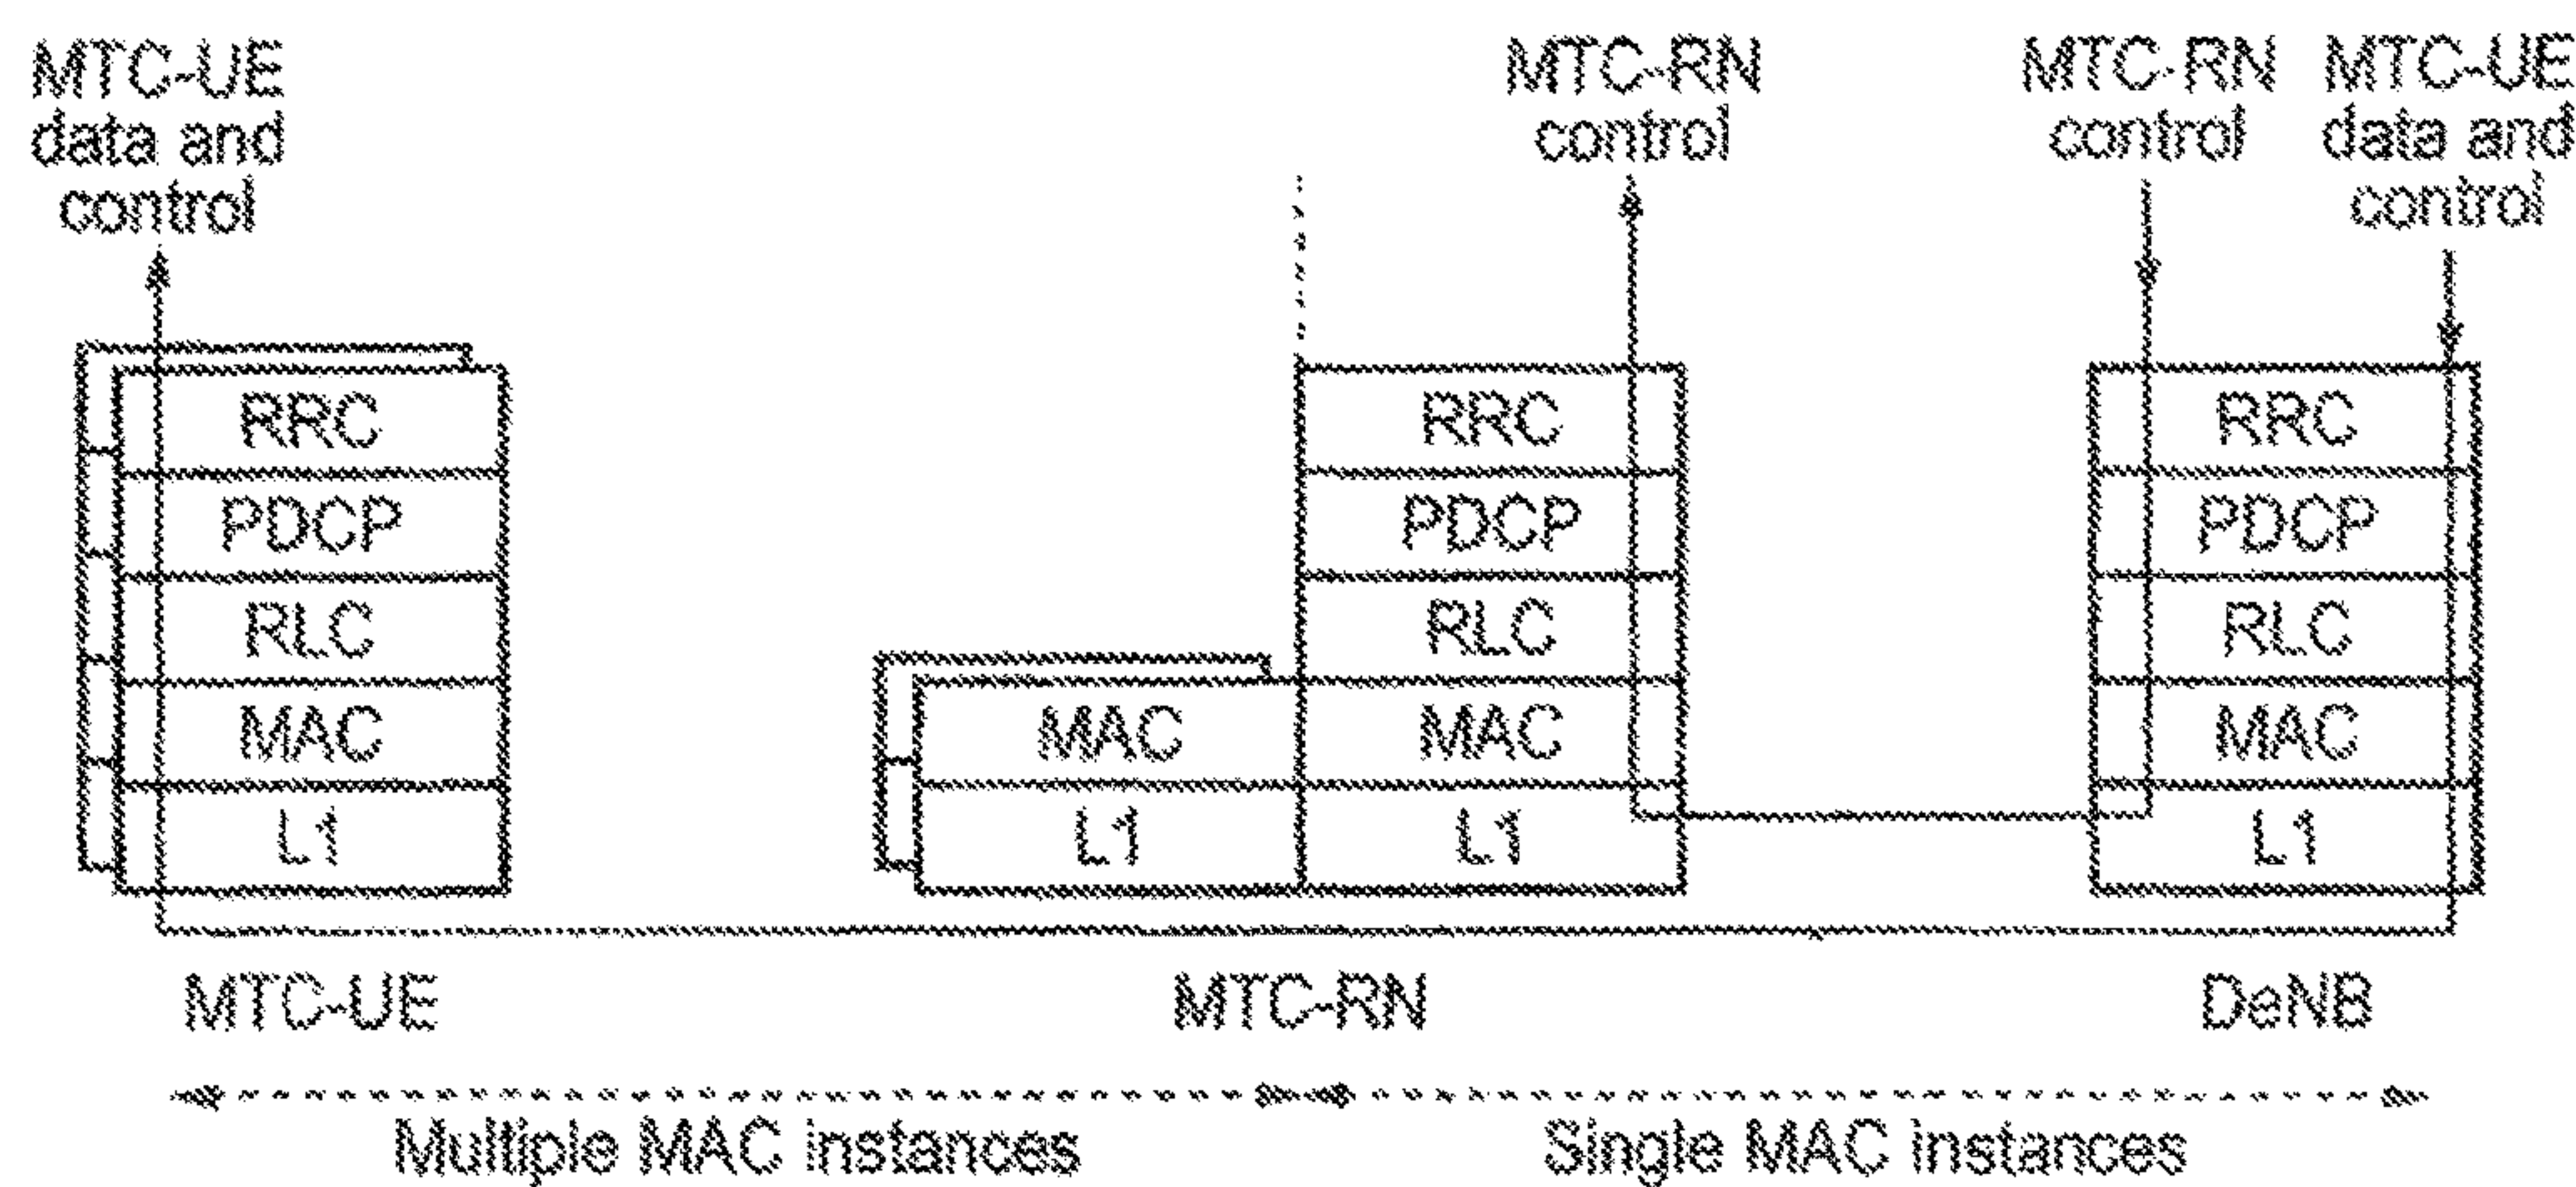 MTC-UE
data and
control
MTC-RN
control
MTC-RN
control
MTC-UE
data and
control
RRC
PDCP
RLC
MAC
L1
MAC
L1
RRC
PDCP
RLC
MAC
L1
RRC
PDCP
RLC
MAC
L1
MTC-UE
MTC-RN
DeNB
Multiple MAC instances
Single MAC instances